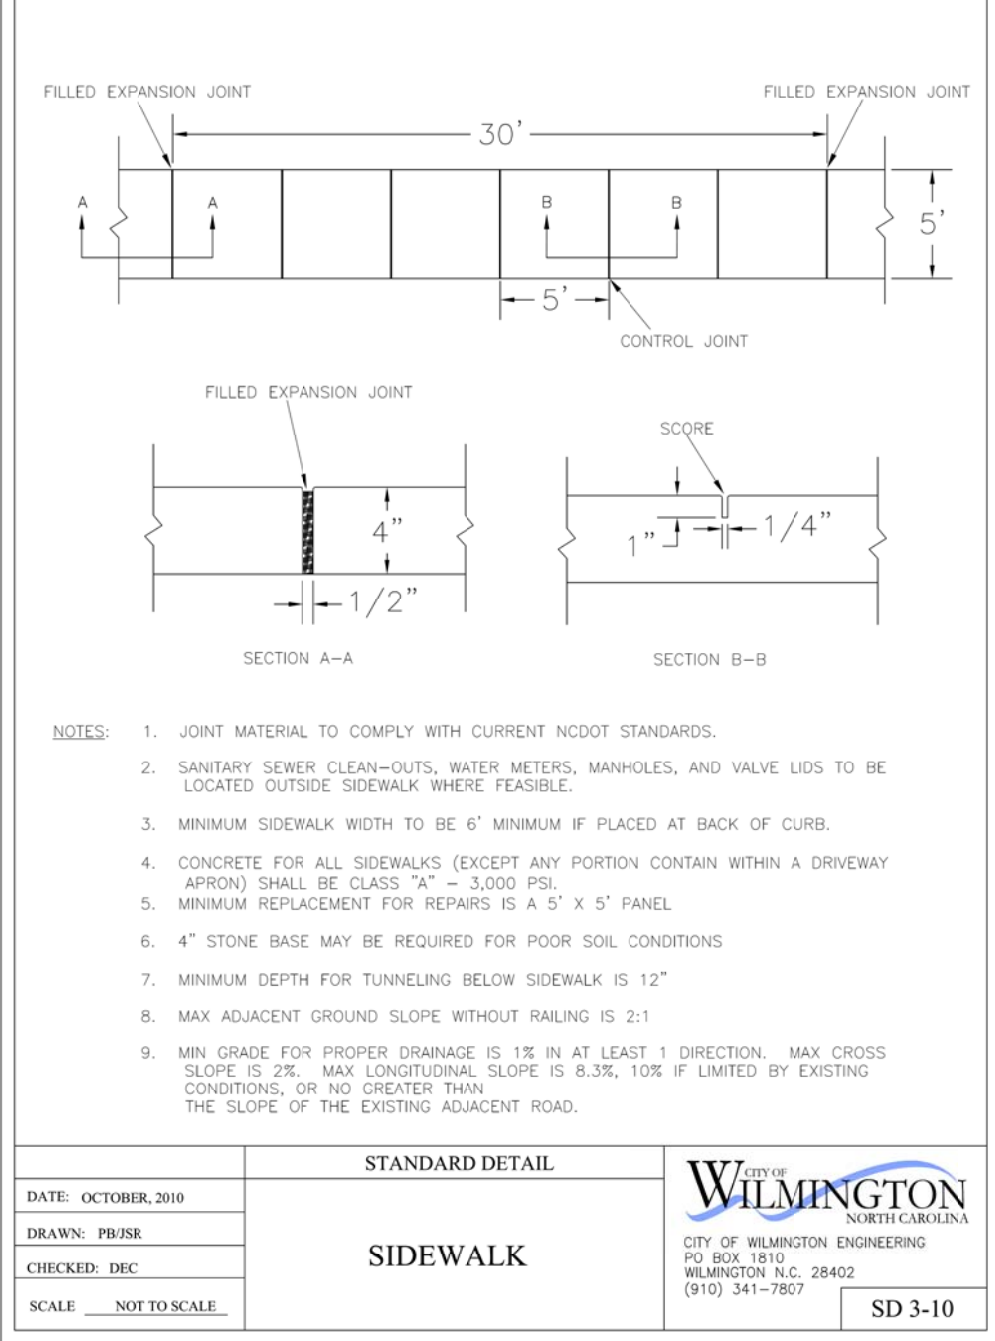 FILLED EXPANSION JOINT
FILLED EXPANSION JOINT
30'
A
A
B
B
5'
5'
CONTROL JOINT
FILLED EXPANSION JOINT
SCORE
4"
1"
1/4"
1/2"
SECTION A-A
SECTION B-B
NOTES: 1. JOINT MATERIAL TO COMPLY WITH CURRENT NCDOT STANDARDS.
2. SANITARY SEWER CLEAN-OUTS, WATER METERS, MANHOLES, AND VALVE LIDS TO BE
LOCATED OUTSIDE SIDEWALK WHERE FEASIBLE.
3. MINIMUM SIDEWALK WIDTH TO BE 6' MINIMUM IF PLACED AT BACK OF CURB.
4. CONCRETE FOR ALL SIDEWALKS (EXCEPT ANY PORTION CONTAIN WITHIN A DRIVEWAY
APRON) SHALL BE CLASS "A" - 3,000 PSI.
5. MINIMUM REPLACEMENT FOR REPAIRS IS A 5' X 5' PANEL
6. 4" STONE BASE MAY BE REQUIRED FOR POOR SOIL CONDITIONS
7. MINIMUM DEPTH FOR TUNNELING BELOW SIDEWALK IS 12"
8. MAX ADJACENT GROUND SLOPE WITHOUT RAILING IS 2:1
9. MIN GRADE FOR PROPER DRAINAGE IS 1% IN AT LEAST 1 DIRECTION. MAX CROSS
SLOPE IS 2%. MAX LONGITUDINAL SLOPE IS 8.3%, 10% IF LIMITED BY EXISTING
CONDITIONS, OR NO GREATER THAN
THE SLOPE OF THE EXISTING ADJACENT ROAD.
STANDARD DETAIL
DATE: OCTOBER, 2010
DRAWN: PB/JSR
CHECKED: DEC
SCALE NOT TO SCALE
SIDEWALK
CITY OF
WILMINGTON
NORTH CAROLINA
CITY OF WILMINGTON ENGINEERING
PO BOX 1810
WILMINGTON N.C. 28402
(910) 341-7807
SD 3-10